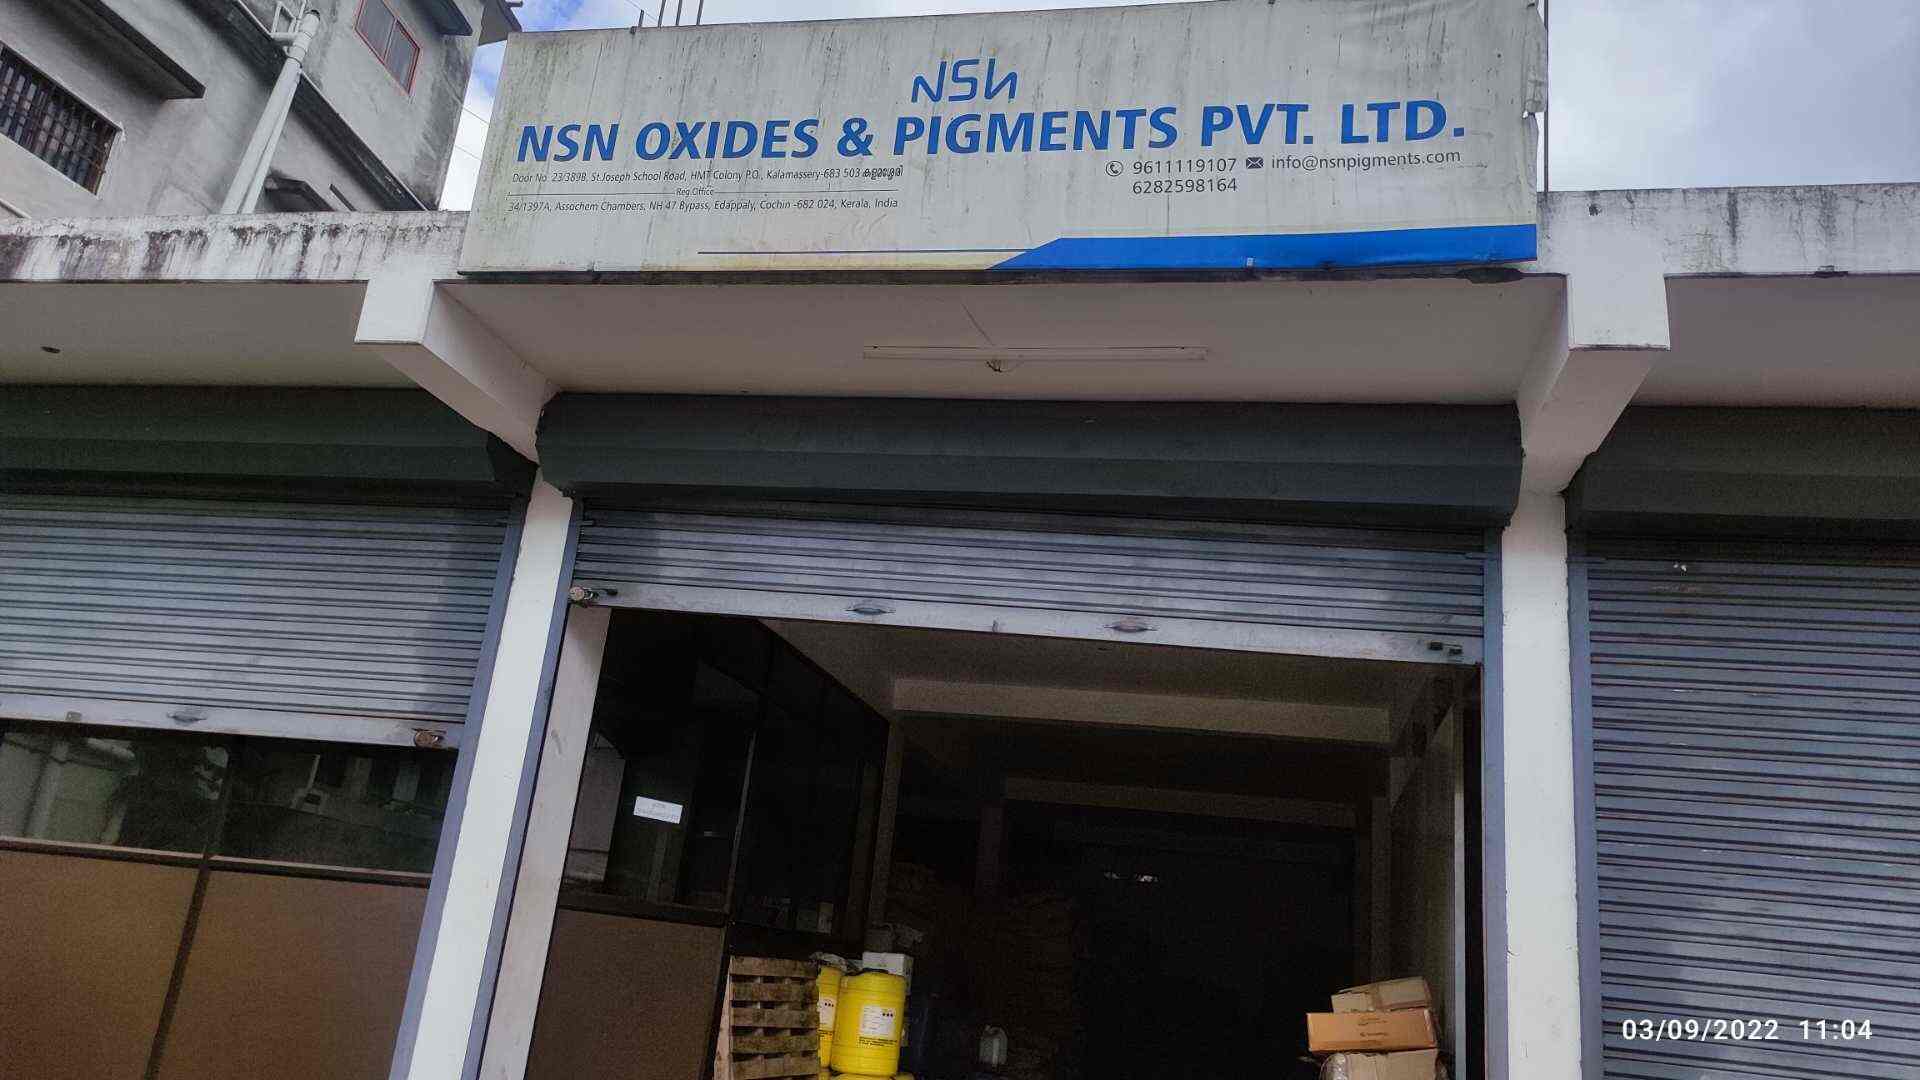 NSN
NSN OXIDES & PIGMENTS PVT. LTD.
Door No. 23/389B, St.Joseph School Road, HMT Colony P.O., Kalamassery-683 503
Reg.Office
34/1397A, Assochem Chambers, NH 47 Bypass, Edappaly, Cochin -682 024, Kerala, India
9611119107 info@nsnpigments.com
6282598164
03/09/2022 11:04